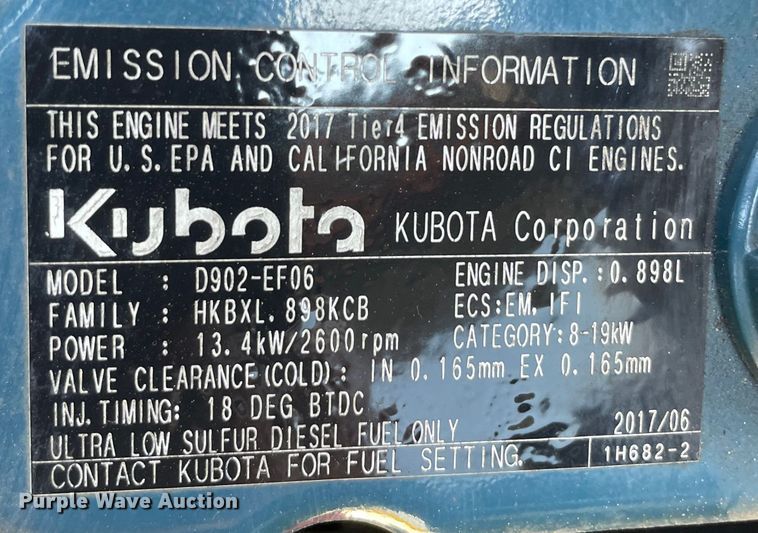 EMISSION CONTROL INFORMATION
THIS ENGINE MEETS 2017 Tier4 EMISSION REGULATIONS
FOR U.S.EPA AND CALIFORNIA NONROAD CI ENGINES.
Kubota KUBOTA Corporation
MODEL : D902-EF06 ENGINE DISP.:0.898L
FAMILY : HKBXL.898KCB ECS:EM,IFI
POWER : 13.4kW/2600rpm CATEGORY:8-19kW
VALVE CLEARANCE(COLD): IN 0.165mm EX 0.165mm
INJ.TIMING: 18 DEG BTDC
ULTRA LOW SULFUR DIESEL FUEL ONLY 2017/06
CONTACT KUBOTA FOR FUEL SETTING. 1H682-2
Purple Wave Auction